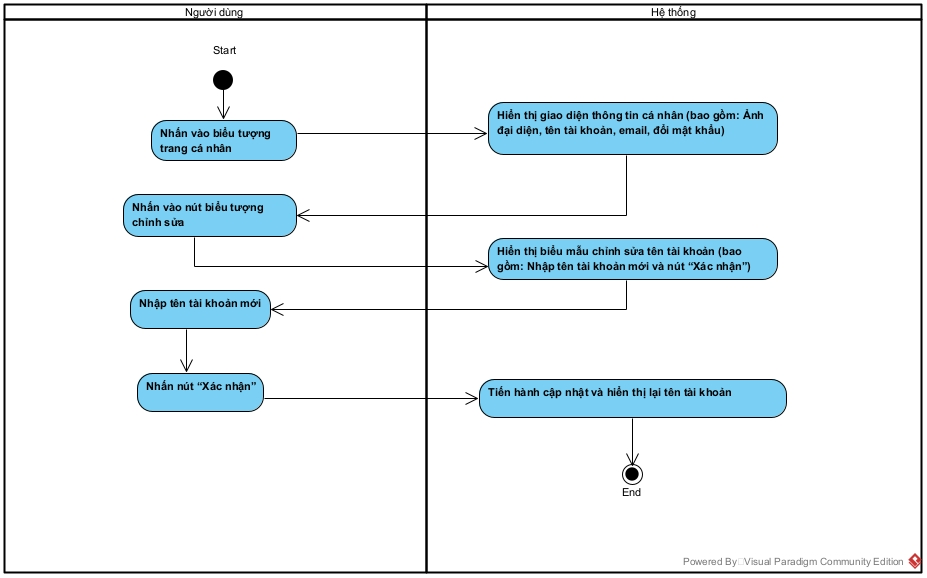 Người dùng
Hệ thống
Start
Nhấn vào biểu tượng
trang cá nhân
Hiển thị giao diện thông tin cá nhân (bao gồm: Ảnh
đại diện, tên tài khoản, email, đổi mật khẩu)
Nhấn vào nút biểu tượng
chỉnh sửa
Hiển thị biểu mẫu chỉnh sửa tên tài khoản (bao
gồm: Nhập tên tài khoản mới và nút “Xác nhận”)
Nhập tên tài khoản mới
Nhấn nút “Xác nhận”
Tiến hành cập nhật và hiển thị lại tên tài khoản
End
Powered By Visual Paradigm Community Edition